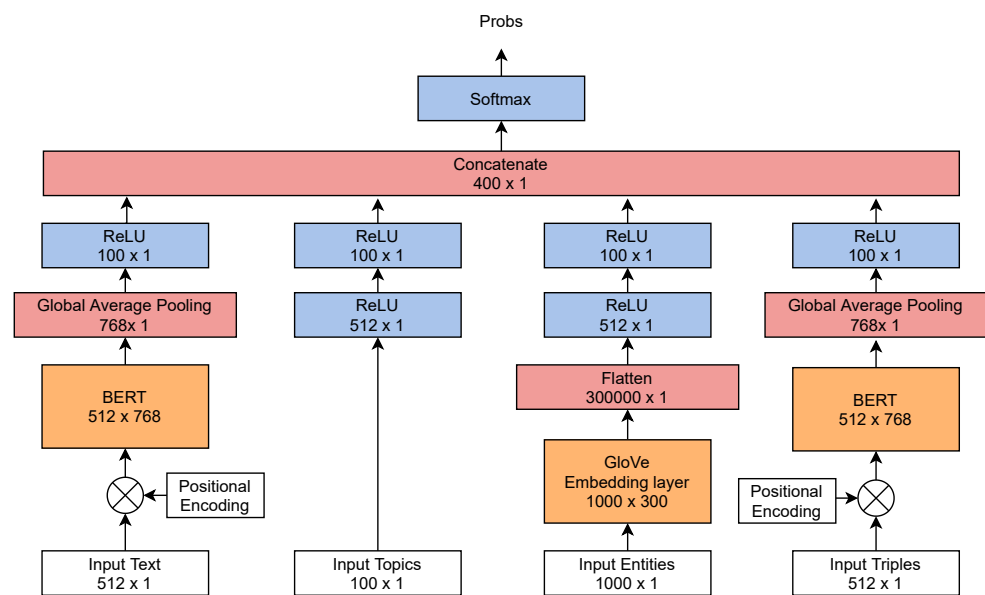 Probs
Softmax
Concatenate
400 x 1
ReLU
100 x 1
ReLU
100 x 1
ReLU
100 x 1
ReLU
100 x 1
Global Average Pooling
768x 1
ReLU
512 x 1
ReLU
512 x 1
Global Average Pooling
768x 1
BERT
512 x 768
Flatten
300000 x 1
BERT
512 x 768
GloVe
Embedding layer
1000 x 300
Positional
Encoding
Positional
Encoding
Input Text
512 x 1
Input Topics
100 x 1
Input Entities
1000 x 1
Input Triples
512 x 1